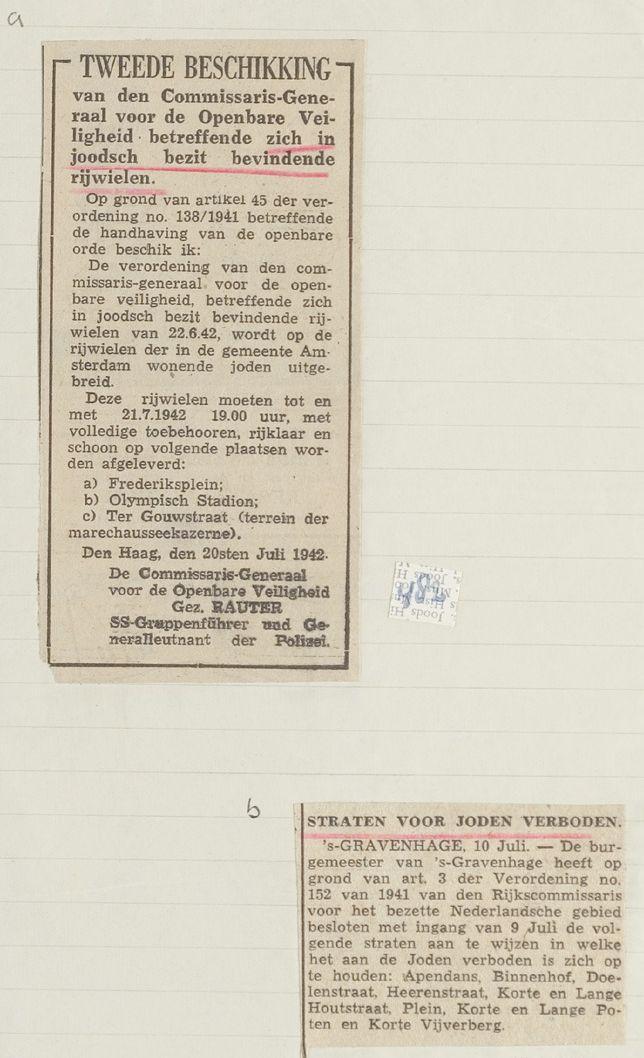 a
TWEEDE BESCHIKKING
van den Commissaris-Gene-
raal voor de Openbare Vei-
ligheid betreffende zich in
joodsch bezit bevindende
rijwielen.
Op grond van artikel 45 der ver-
ordening no. 138/1941 betreffende
de handhaving van de openbare
orde beschik ik:
De verordening van den com-
missaris-generaal voor de open-
bare veiligheid, betreffende zich
in joodsch bezit bevindende rij-
wielen van 22.6.42, wordt op de
rijwielen der in de gemeente Am-
sterdam wonende joden uitge-
breid.
Deze rijwielen moeten tot en
met 21.7.1942 19.00 uur, met
volledige toebehooren, rijklaar en
schoon op volgende plaatsen wor-
den afgeleverd:
a) Frederiksplein;
b) Olympisch Stadion;
c) Ter Gouwstraat (terrein der
marechausseekazerne).
Den Haag, den 20sten Juli 1942.
De Commissaris-Generaal
voor de Openbare Veiligheid
Gez. RAUTER
SS-Gruppenführer und Ge-
neralleutnant der Polizei.
b
STRATEN VOOR JODEN VERBODEN.
's-GRAVENHAGE, 10 Juli. — De bur-
gemeester van 's-Gravenhage heeft op
grond van art. 3 der Verordening no.
152 van 1941 van den Rijkscommissaris
voor het bezette Nederlandsche gebied
besloten met ingang van 9 Juli de vol-
gende straten aan te wijzen in welke
het aan de Joden verboden is zich op
te houden: Apendans, Binnenhof, Doe-
lenstraat, Heerenstraat, Korte en Lange
Houtstraat, Plein, Korte en Lange Po-
ten en Korte Vijverberg.